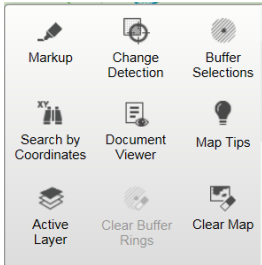 Markup
Change
Detection
Buffer
Selections
XY
Search by
Coordinates
Document
Viewer
Map Tips
Active
Layer
Clear Buffer
Rings
Clear Map